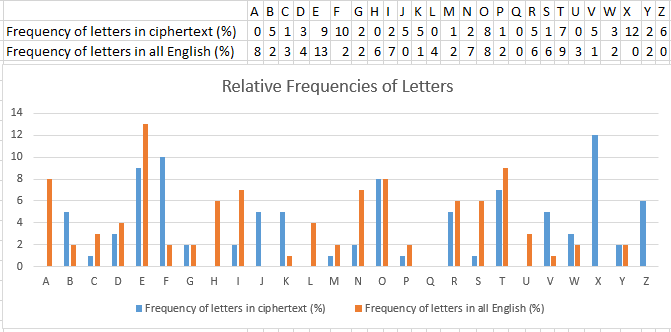 A B C D E F G H I J K L M N O P Q R S T U V W X Y Z
Frequency of letters in ciphertext (%) 0 5 1 3 9 10 2 0 2 5 5 0 1 2 8 1 0 5 1 7 0 5 3 12 2 6
Frequency of letters in all English (%) 8 2 3 4 13 2 2 6 7 0 1 4 2 7 8 2 0 6 6 9 3 1 2 0 2 0
Relative Frequencies of Letters
14
12
10
8
6
4
2
0
A B C D E F G H I J K L M N O P Q R S T U V W X Y Z
Frequency of letters in ciphertext (%) Frequency of letters in all English (%)